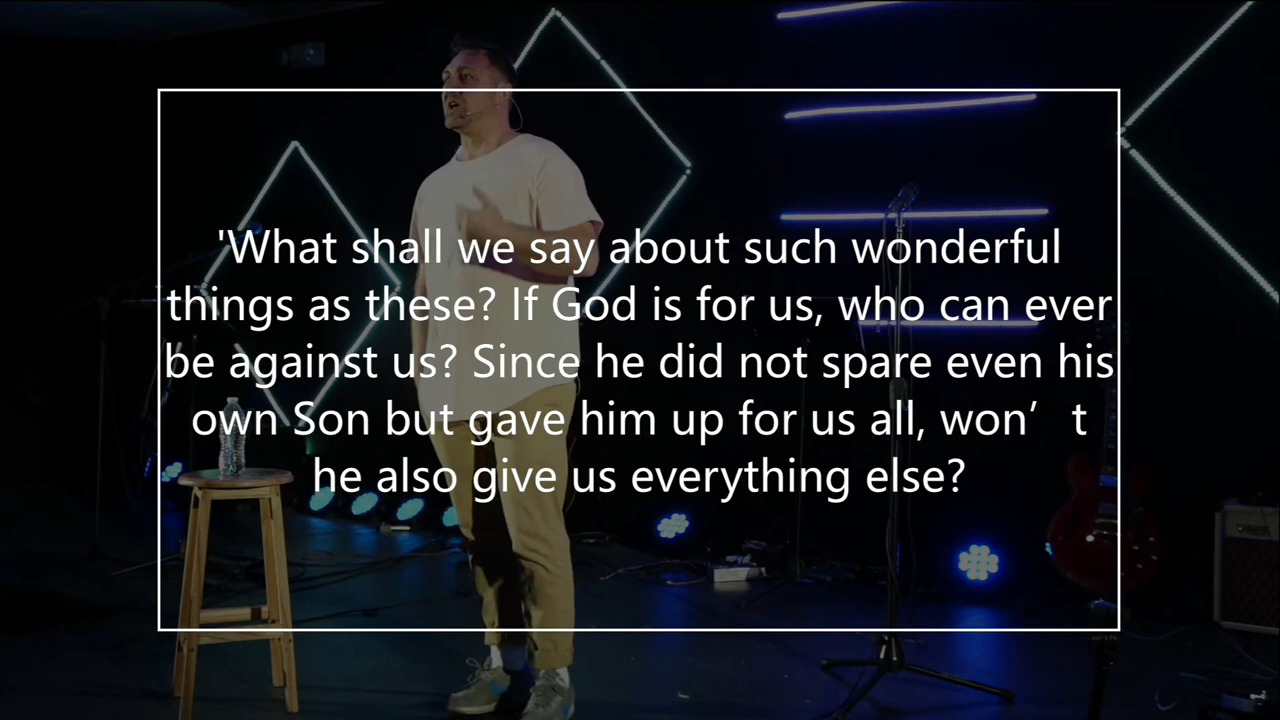 'What shall we say about such wonderful
things as these? If God is for us, who can ever
be against us? Since he did not spare even his
own Son but gave him up for us all, won’ t
he also give us everything else?